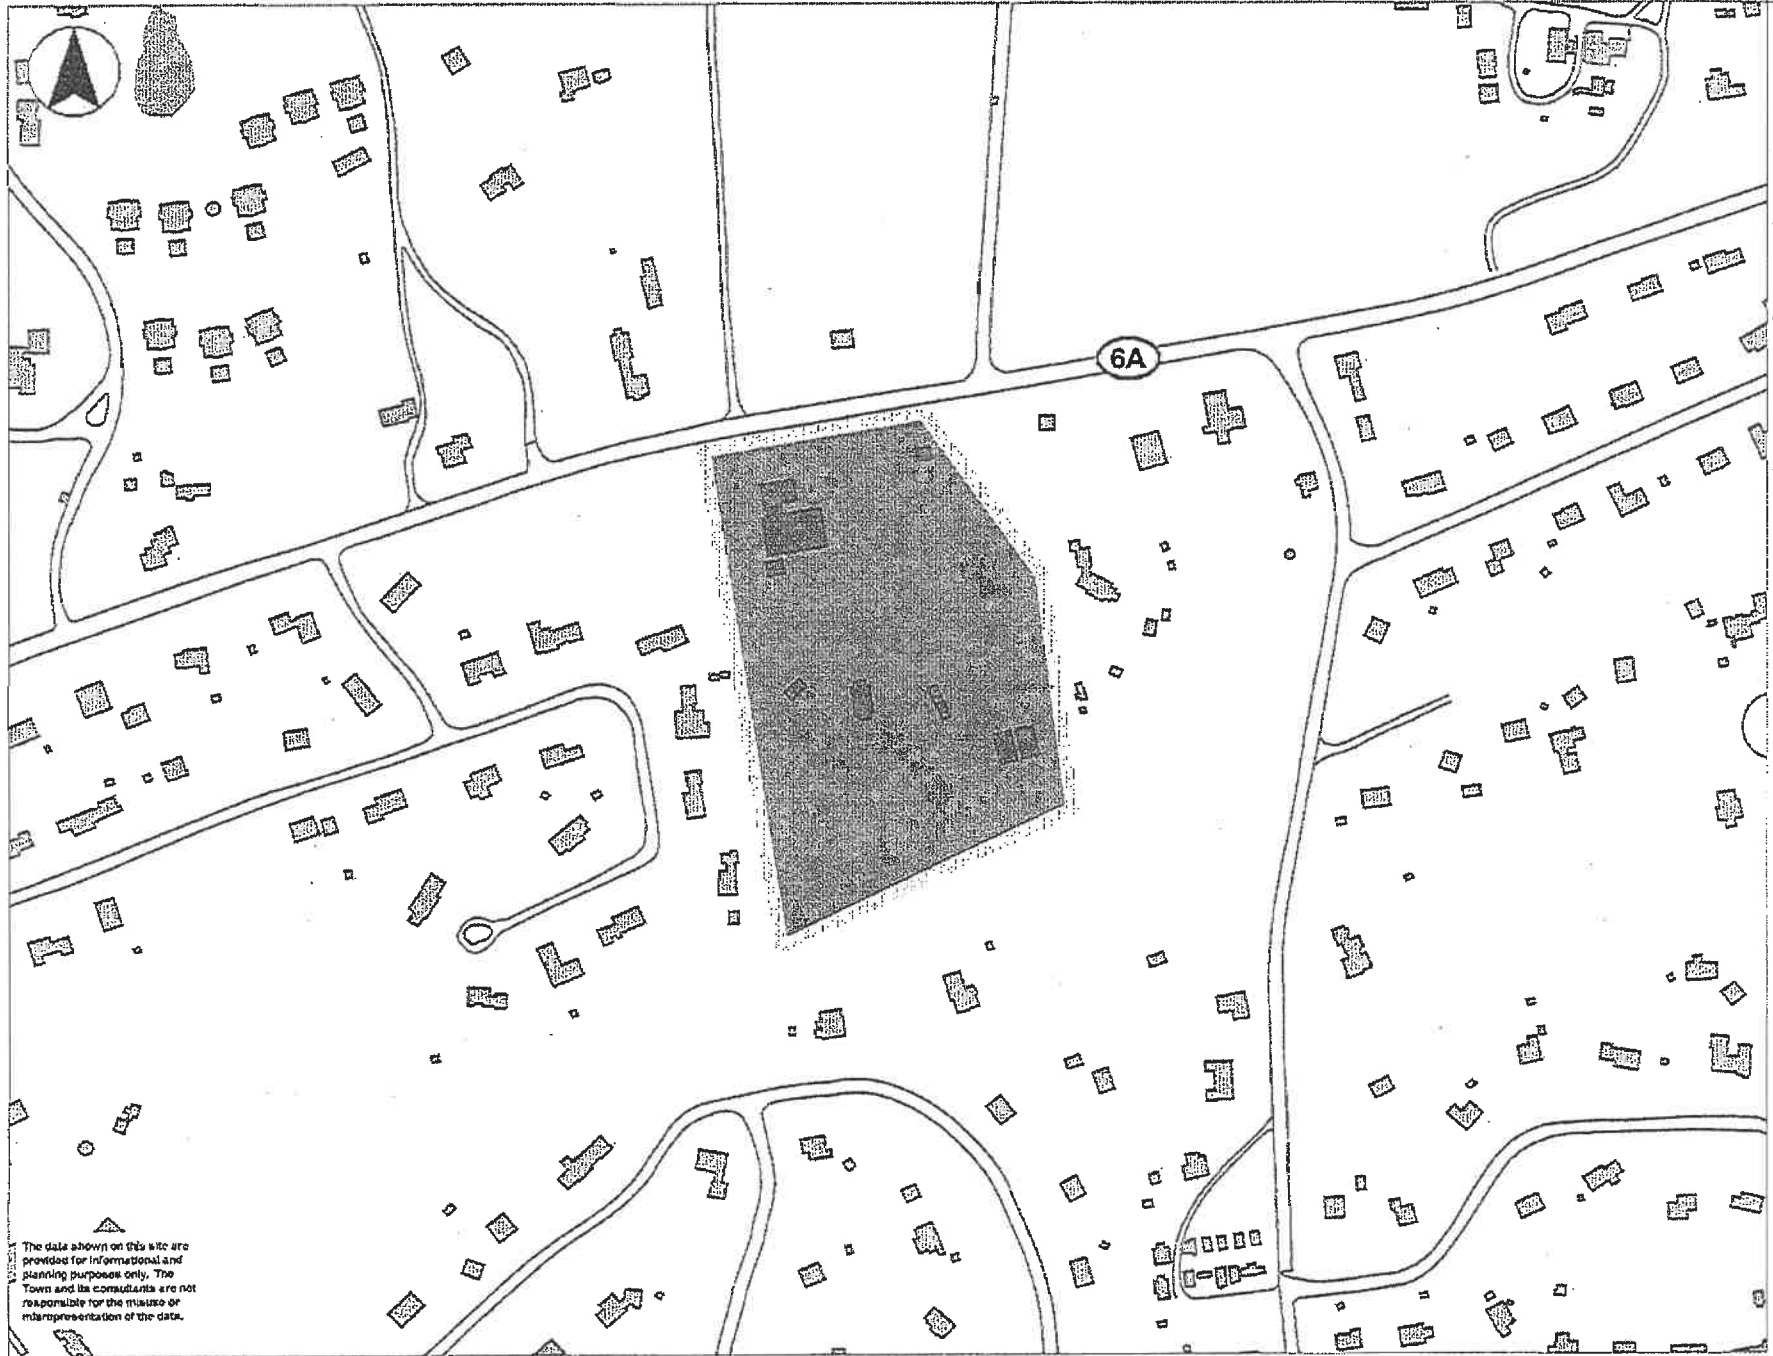 6A
The data shown on this site are
provided for informational and
planning purposes only. The
Town and its consultants are not
responsible for the misuse or
misrepresentation of the data.